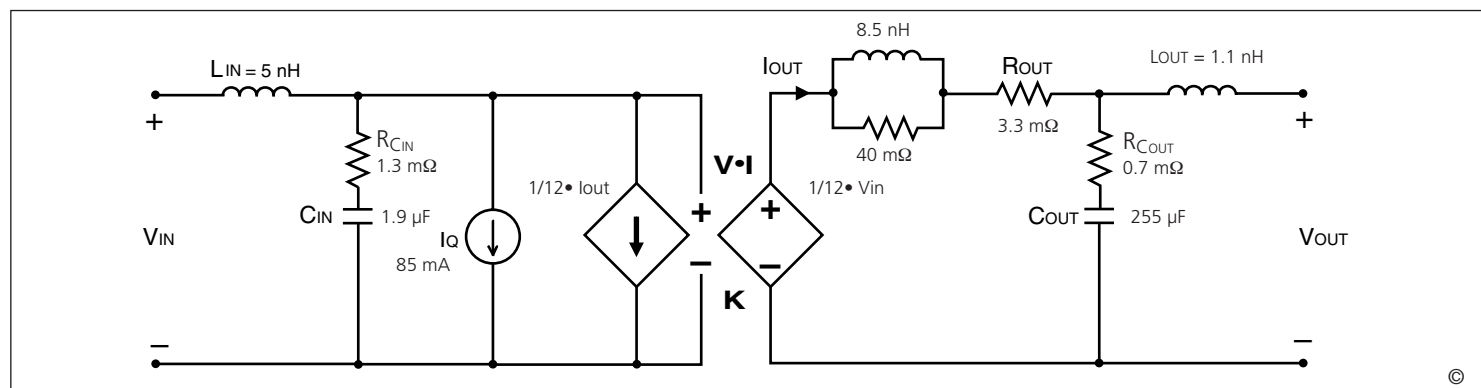 LIN = 5 nH
+
VIN
–
RCIN
1.3 mΩ
CIN
1.9 µF
IQ
85 mA
1/12• Iout
V•I
+
–
K
1/12• Vin
+
–
IOUT
8.5 nH
40 mΩ
ROUT
3.3 mΩ
LOUT = 1.1 nH
RCOUT
0.7 mΩ
COUT
255 µF
+
VOUT
–
©